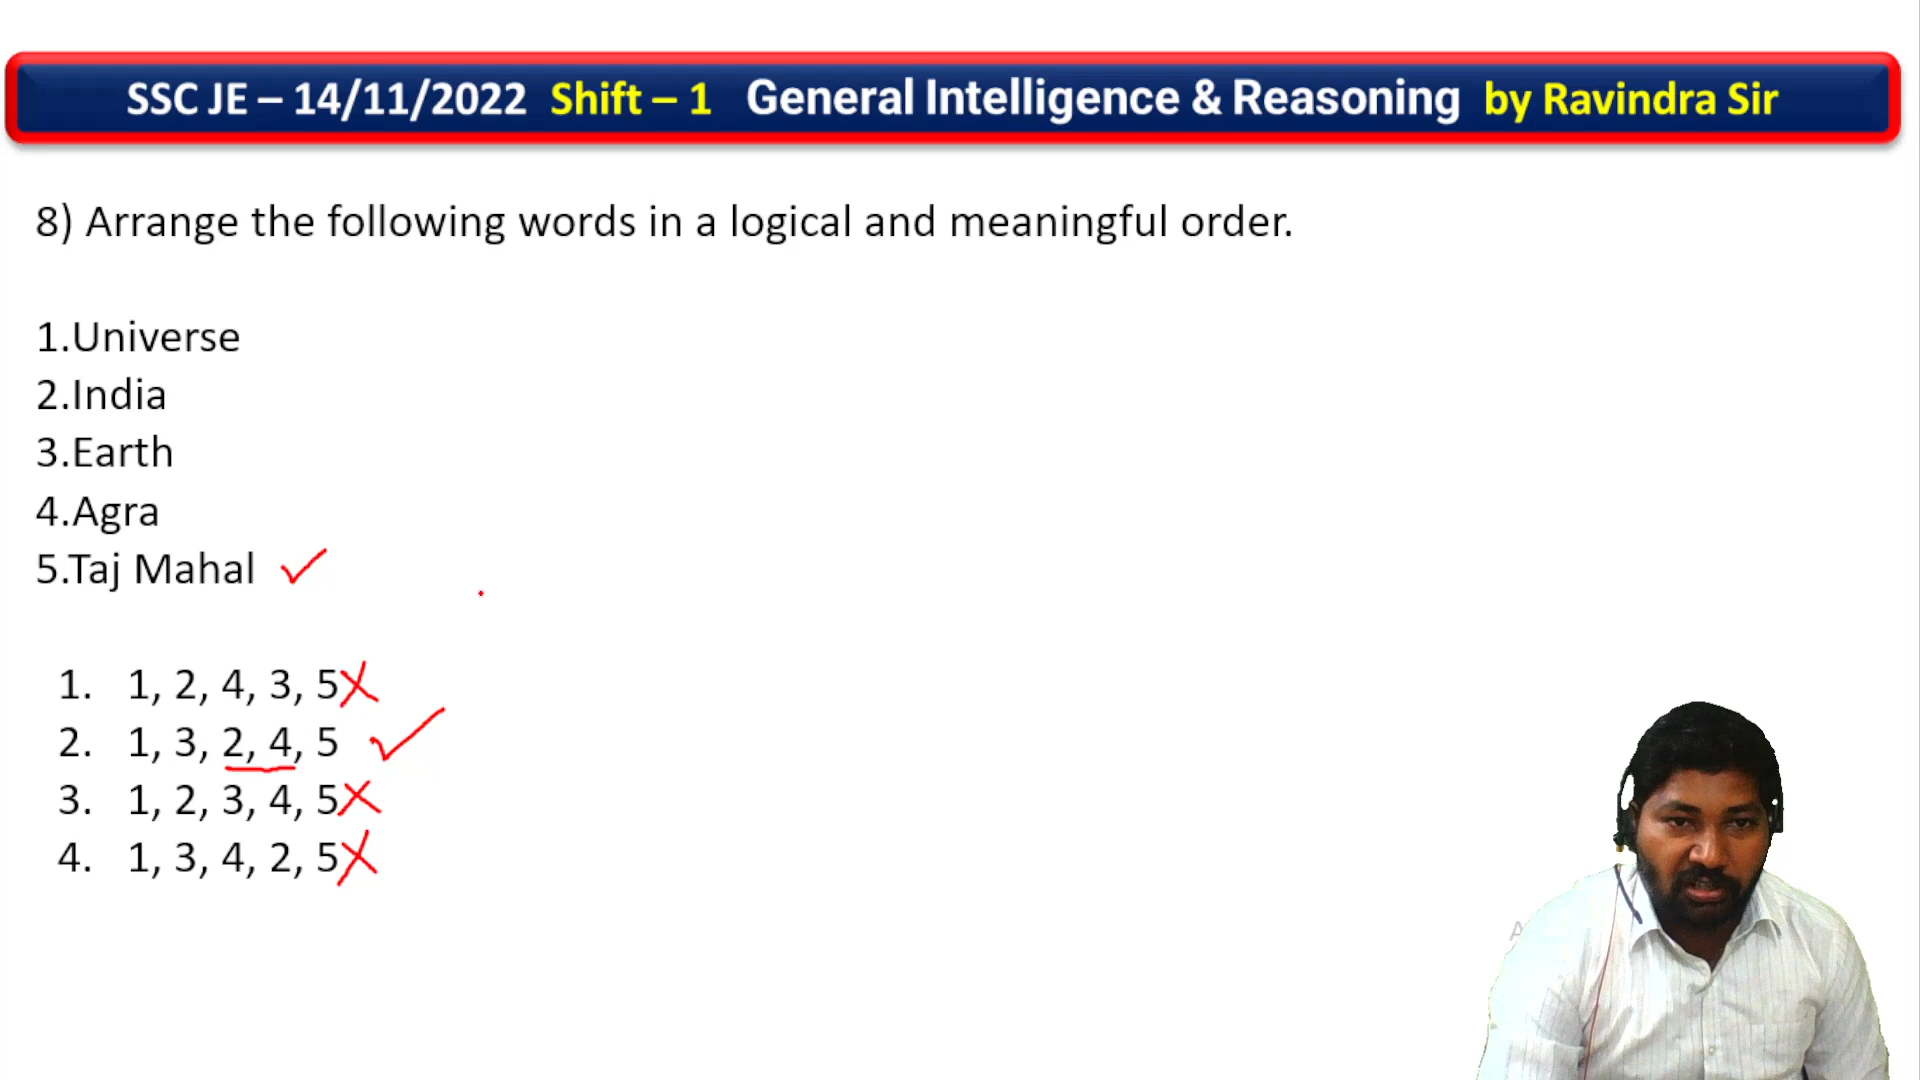 SSC JE – 14/11/2022 Shift – 1 General Intelligence & Reasoning by Ravindra Sir
8) Arrange the following words in a logical and meaningful order.
1.Universe
2.India
3.Earth
4.Agra
5.Taj Mahal
1. 1, 2, 4, 3, 5
2. 1, 3, 2, 4, 5
3. 1, 2, 3, 4, 5
4. 1, 3, 4, 2, 5